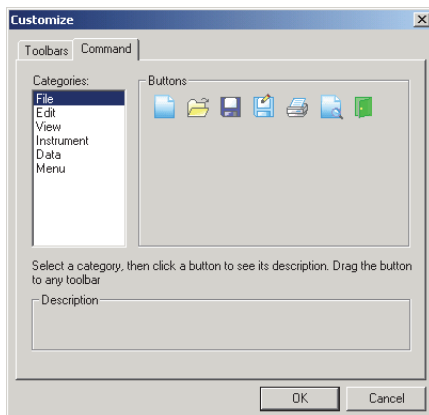 Customize
Toolbars Command
Categories: Buttons
File
Edit
View
Instrument
Data
Menu
Select a category, then click a button to see its description. Drag the button
to any toolbar
Description
OK Cancel